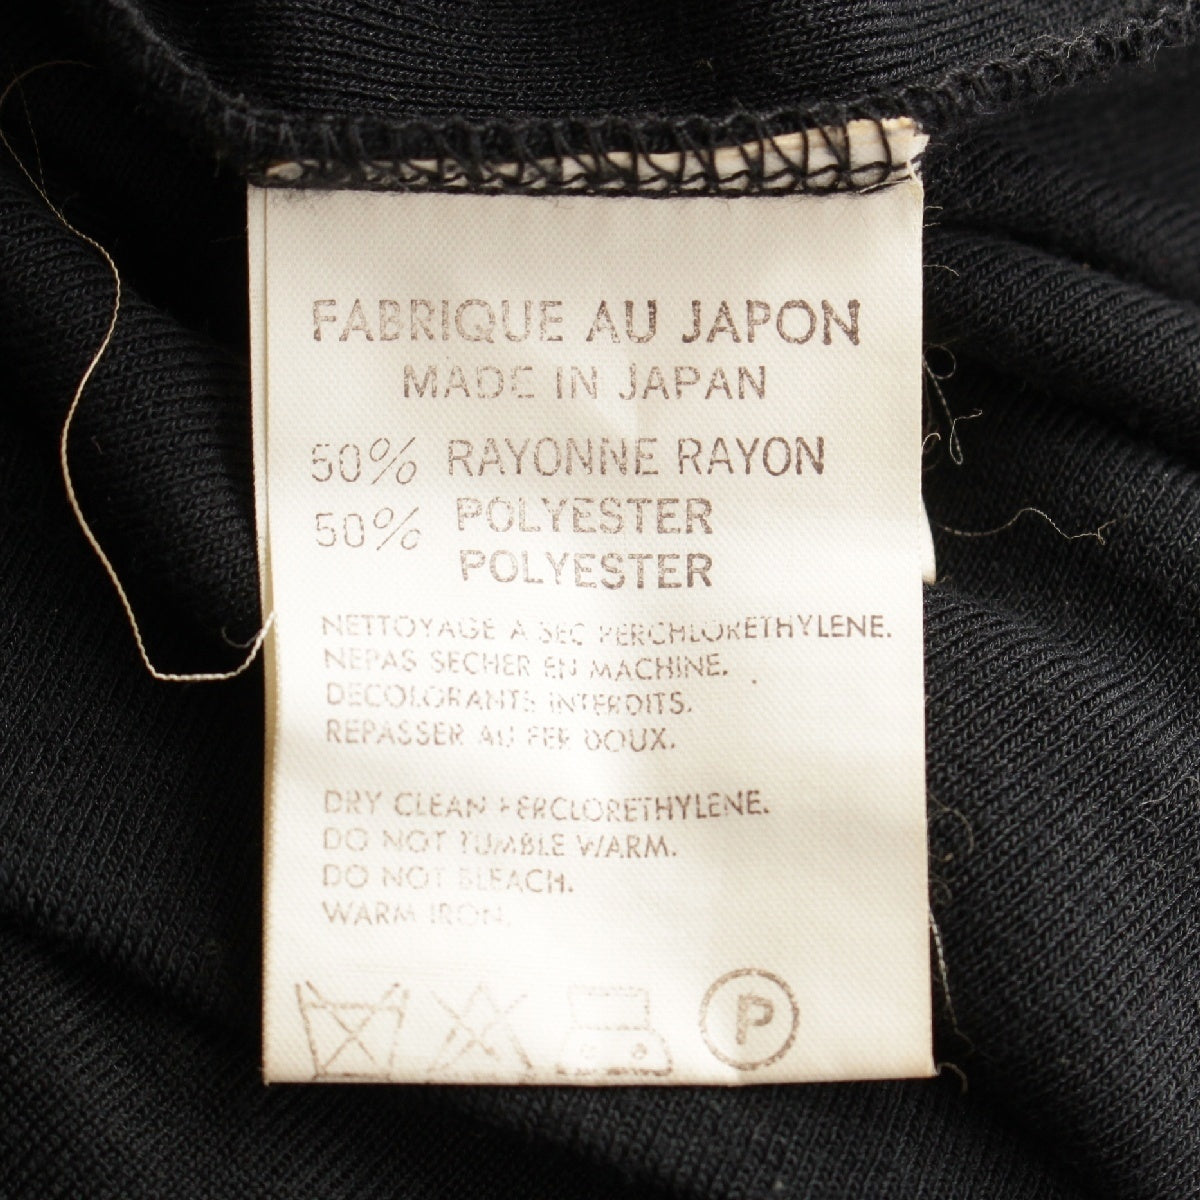 FABRIQUE AU JAPON
MADE IN JAPAN
50% RAYONNE RAYON
50% POLYESTER
POLYESTER
NETTOYAGE A SEC PERCHLORETHYLENE.
NEPAS SECHER EN MACHINE.
DECOLORANTS INTERDITS.
REPASSER AU FER DOUX.
DRY CLEAN PERCLORETHYLENE.
DO NOT TUMBLE WARM.
DO NOT BLEACH.
WARM IRON.
P